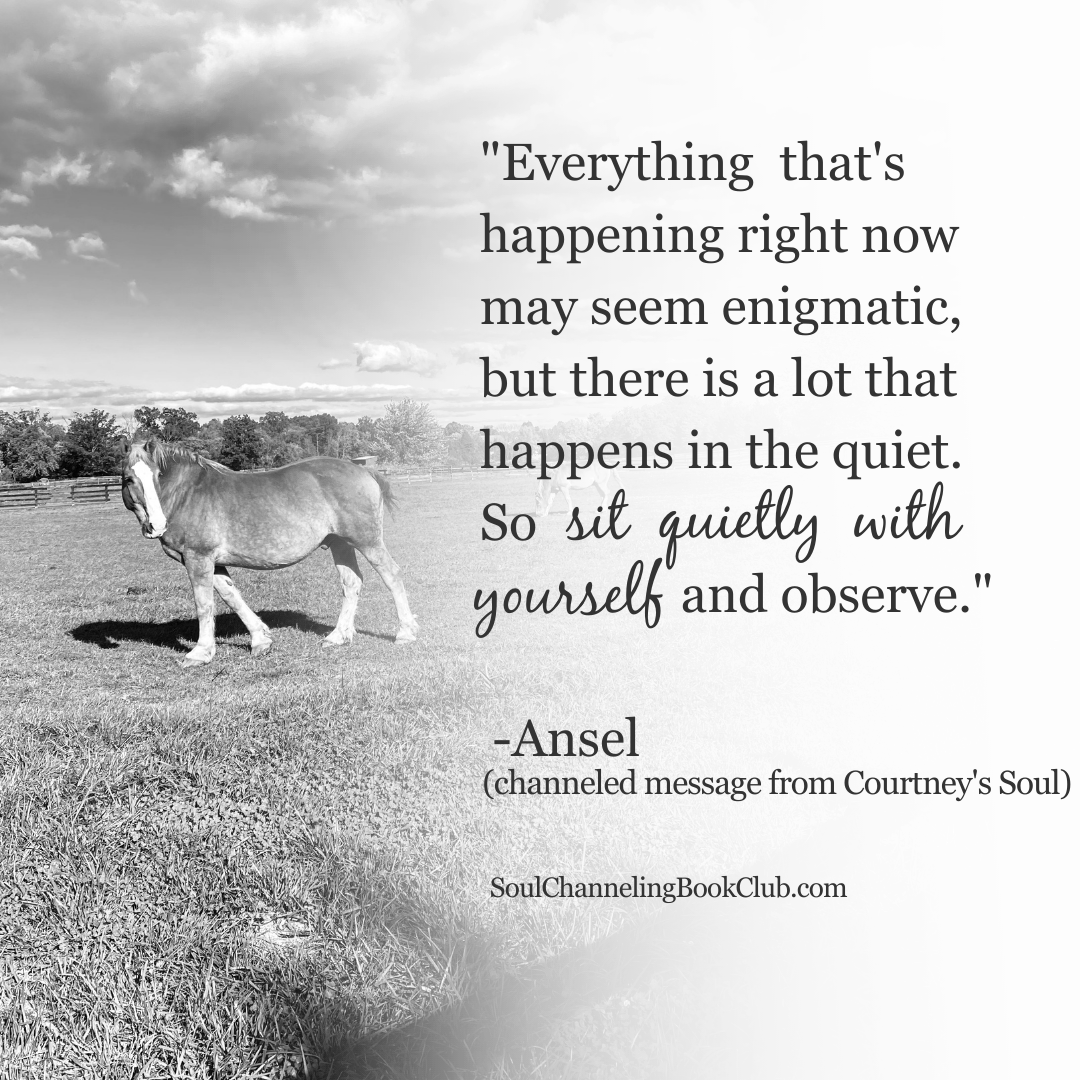 "Everything that's
happening right now
may seem enigmatic,
but there is a lot that
happens in the quiet.
So sit quietly with
yourself and observe."
-Ansel
(channeled message from Courtney's Soul)
SoulChannelingBookClub.com